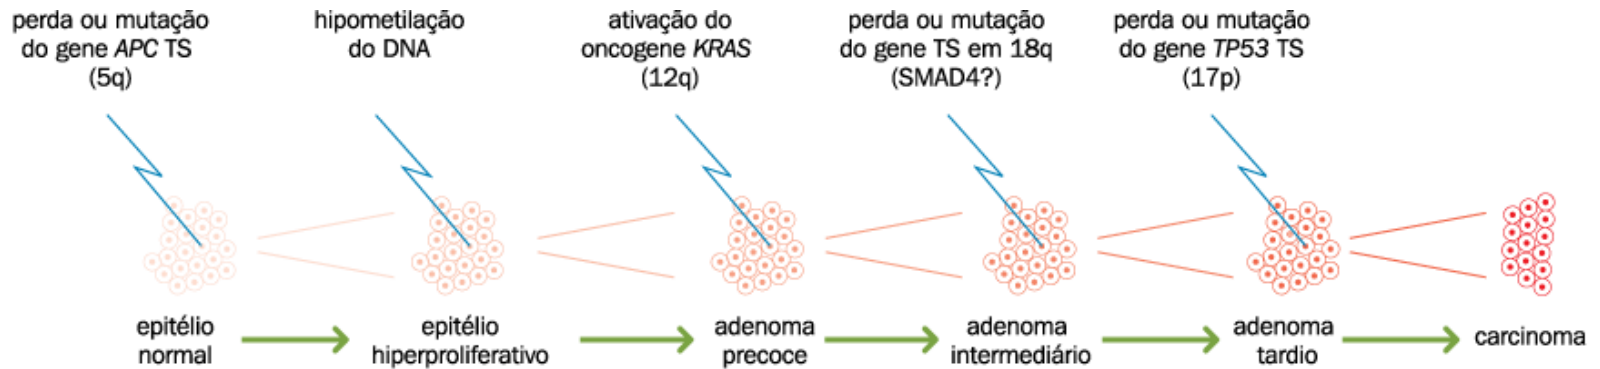 perda ou mutação
do gene APC TS
(5q)
hipometilação
do DNA
ativação do
oncogene KRAS
(12q)
perda ou mutação
do gene TS em 18q
(SMAD4?)
perda ou mutação
do gene TP53 TS
(17p)
epitélio
normal
epitélio
hiperproliferativo
adenoma
precoce
adenoma
intermediário
adenoma
tardio
carcinoma